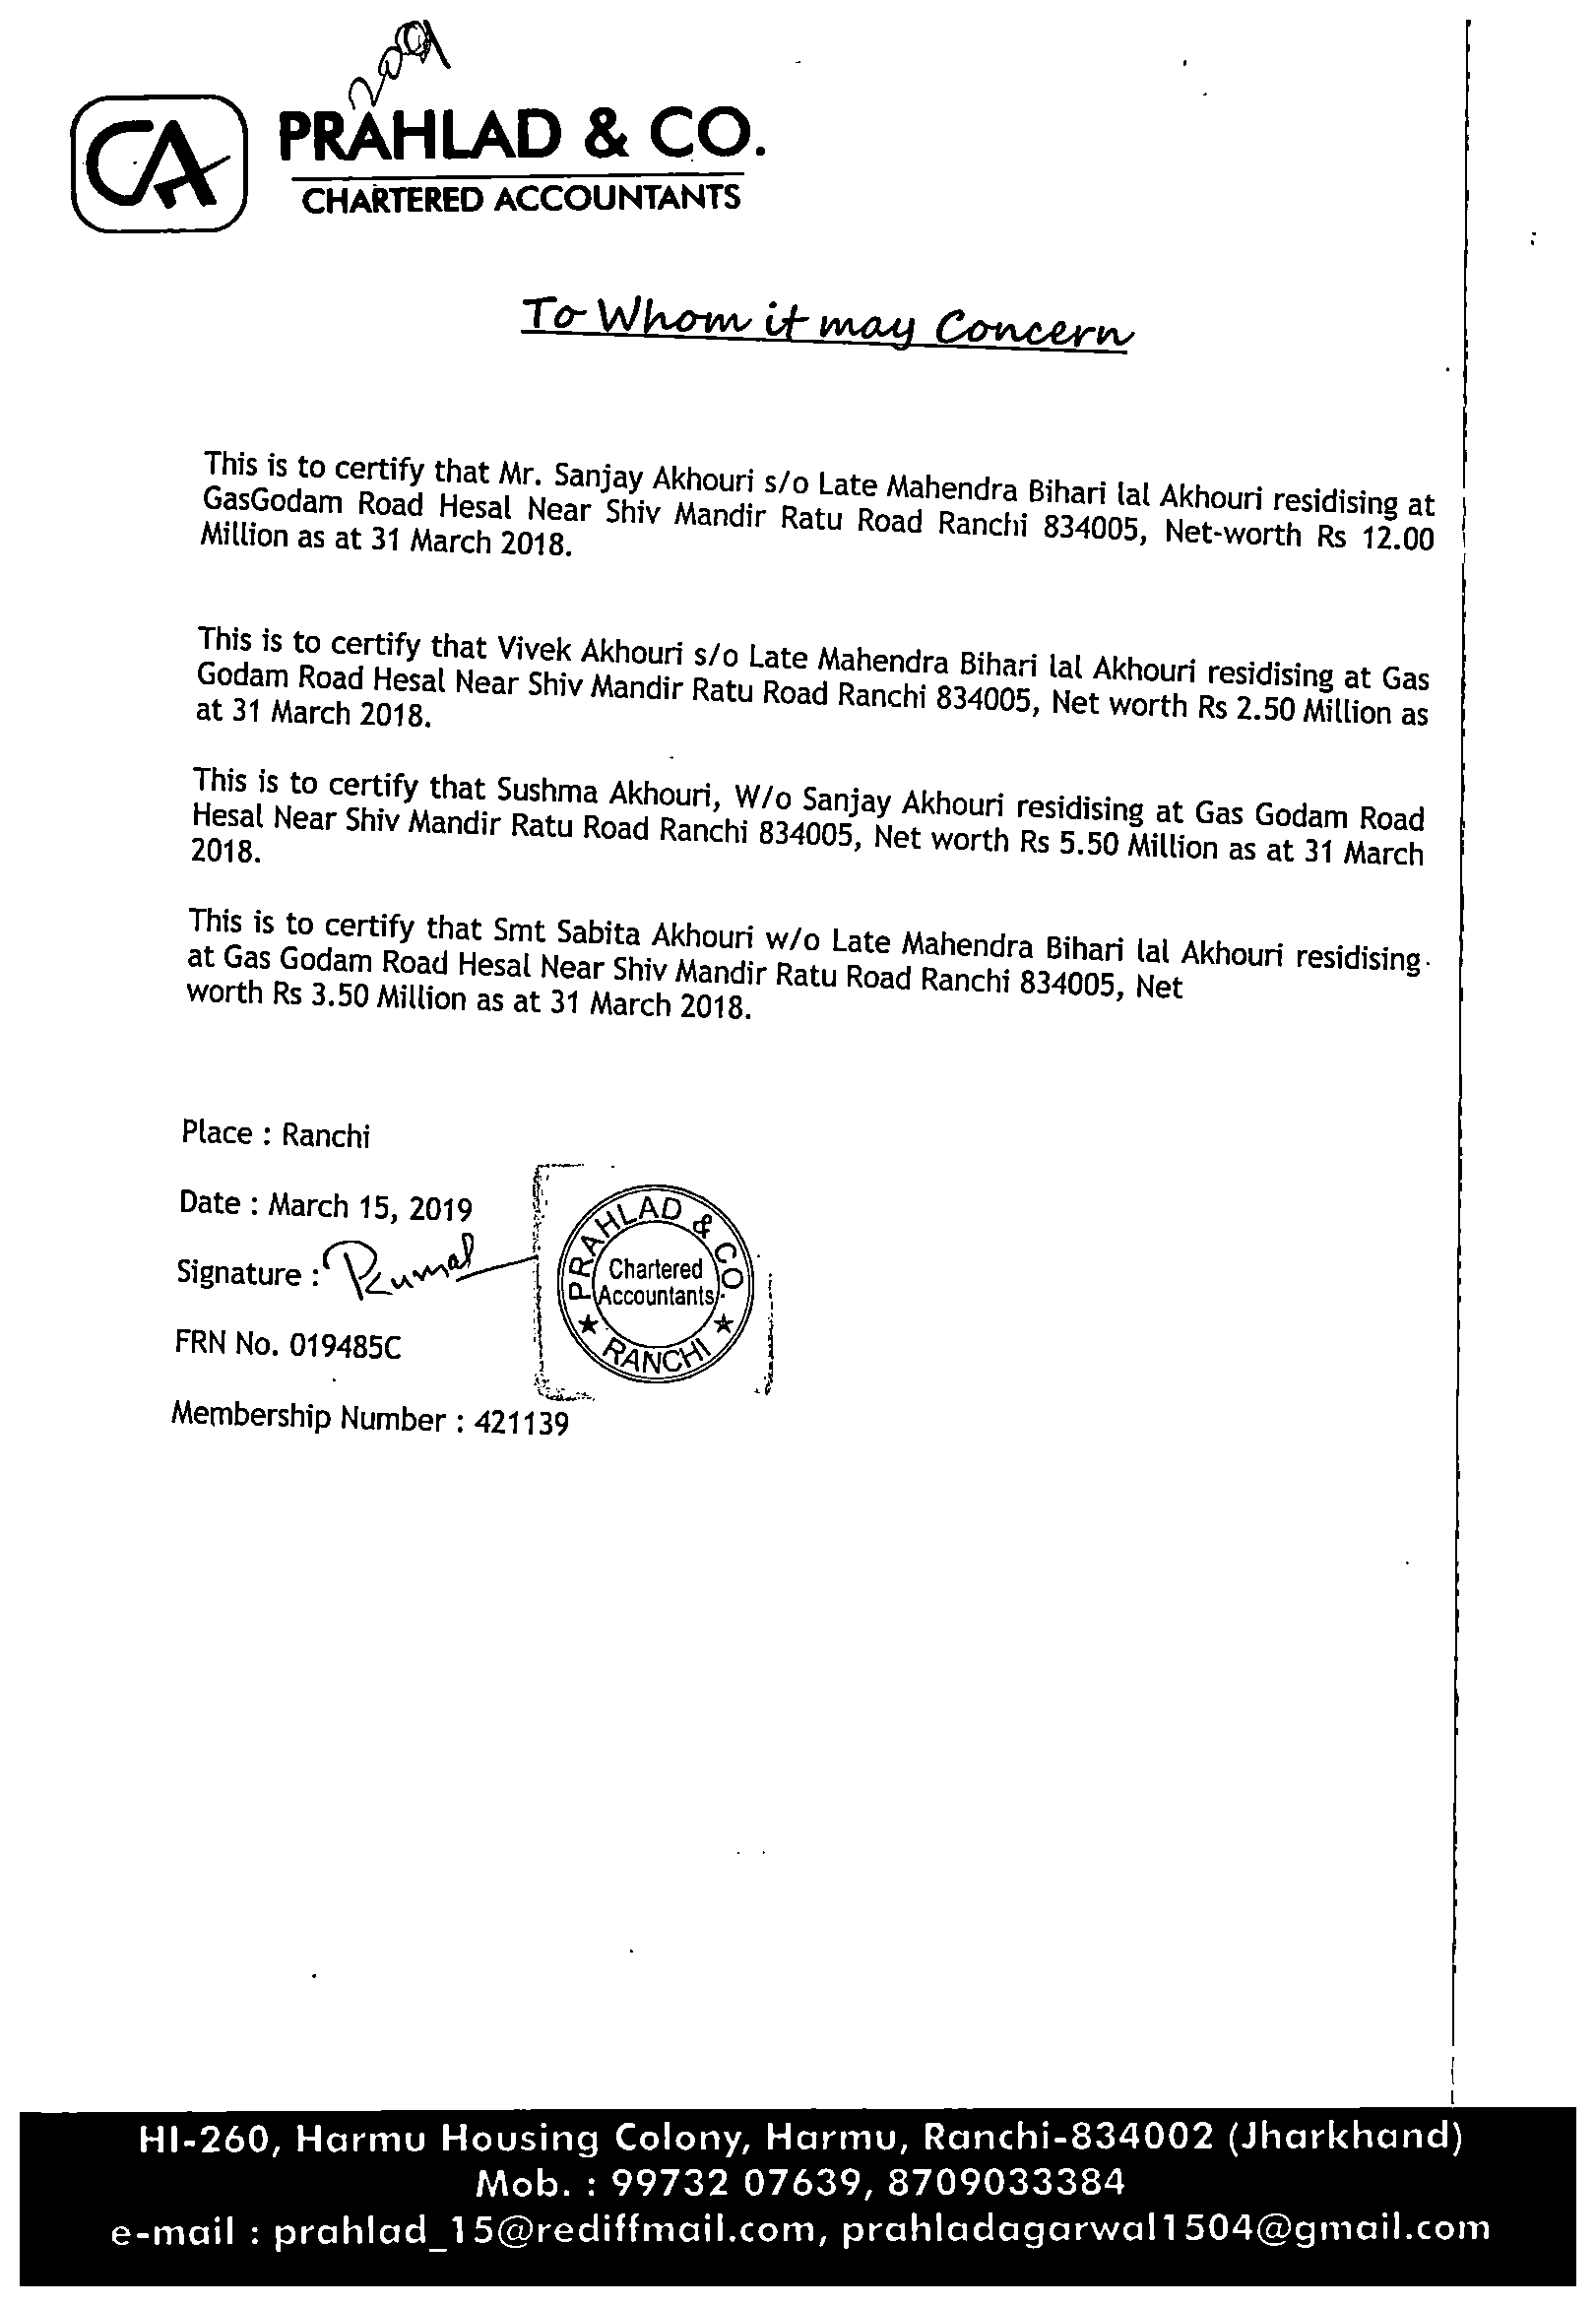 PRAHLAD & CO.
CHARTERED ACCOUNTANTS
To Whom it may Concern
This is to certify that Mr. Sanjay Akhouri s/o Late Mahendra Bihari lal Akhouri residising at
GasGodam Road Hesal Near Shiv Mandir Ratu Road Ranchi 834005, Net-worth Rs 12.00
Million as at 31 March 2018.
This is to certify that Vivek Akhouri s/o Late Mahendra Bihari lal Akhouri residising at Gas
Godam Road Hesal Near Shiv Mandir Ratu Road Ranchi 834005, Net worth Rs 2.50 Million as
at 31 March 2018.
This is to certify that Sushma Akhouri, W/o Sanjay Akhouri residising at Gas Godam Road
Hesal Near Shiv Mandir Ratu Road Ranchi 834005, Net worth Rs 5.50 Million as at 31 March
2018.
This is to certify that Smt Sabita Akhouri w/o Late Mahendra Bihari lal Akhouri residising
at Gas Godam Road Hesal Near Shiv Mandir Ratu Road Ranchi 834005, Net
worth Rs 3.50 Million as at 31 March 2018.
Place : Ranchi
Date : March 15, 2019
Signature :
FRN No. 019485C
Membership Number : 421139
PRAHLAD & CO.
Chartered
Accountants
★ RANCHI ★
CA
HI-260, Harmu Housing Colony, Harmu, Ranchi-834002 (Jharkhand)
Mob. : 99732 07639, 8709033384
e-mail : prahlad_15@rediffmail.com, prahladagarwal1504@gmail.com